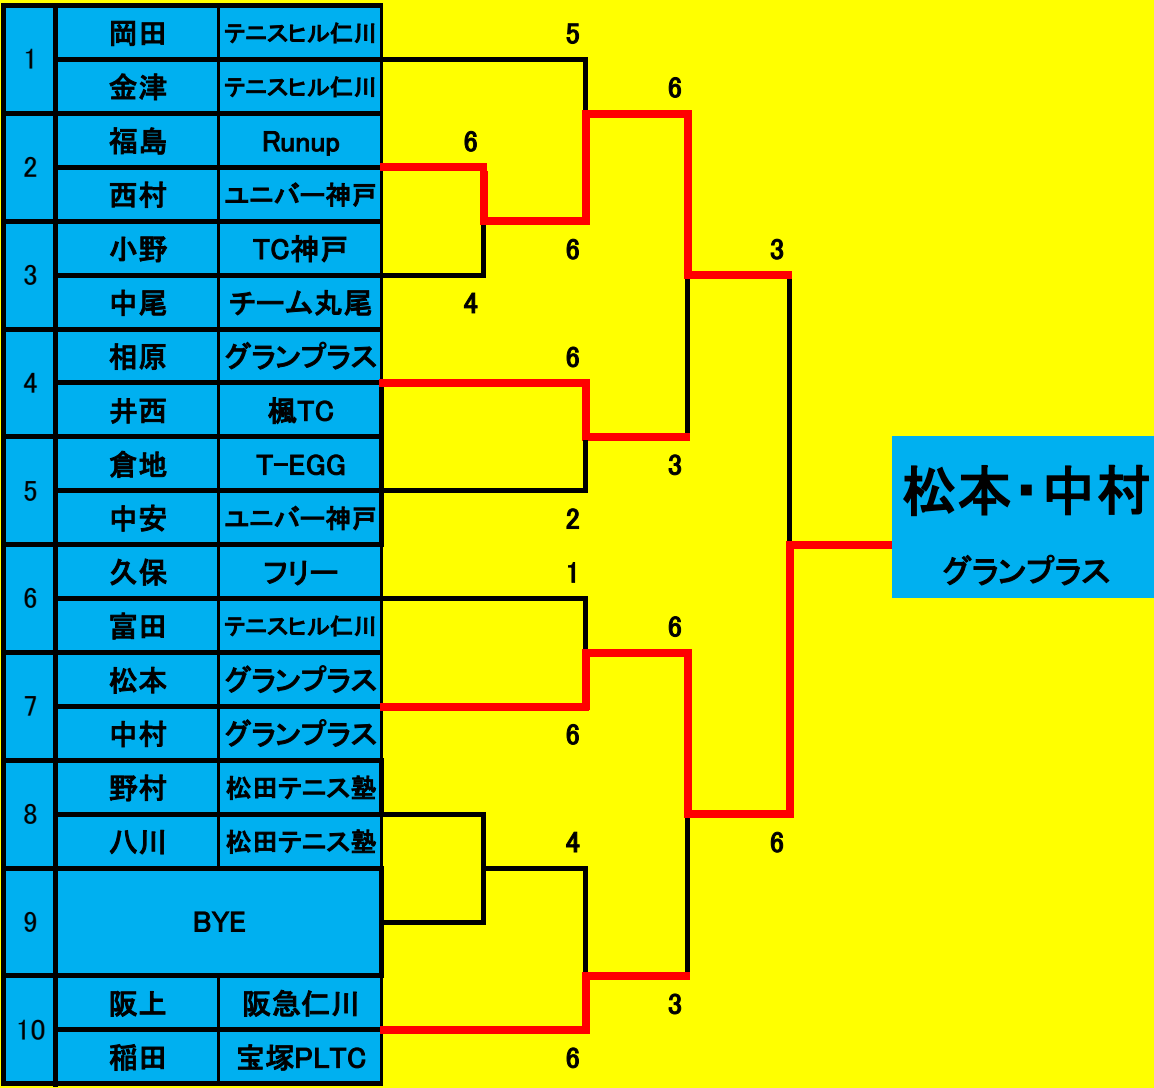 1
岡田 テニスヒル仁川
金津 テニスヒル仁川
2
福島 Runup
西村 ユニバー神戸
3
小野 TC神戸
中尾 チーム丸尾
4
相原 グランプラス
井西 楓TC
5
倉地 T-EGG
中安 ユニバー神戸
6
久保 フリー
富田 テニスヒル仁川
7
松本 グランプラス
中村 グランプラス
8
野村 松田テニス塾
八川 松田テニス塾
9
BYE
10
阪上 阪急仁川
稲田 宝塚PLTC
6
4
5
6
6
2
1
6
4
6
6
3
6
3
3
6
松本・中村
グランプラス